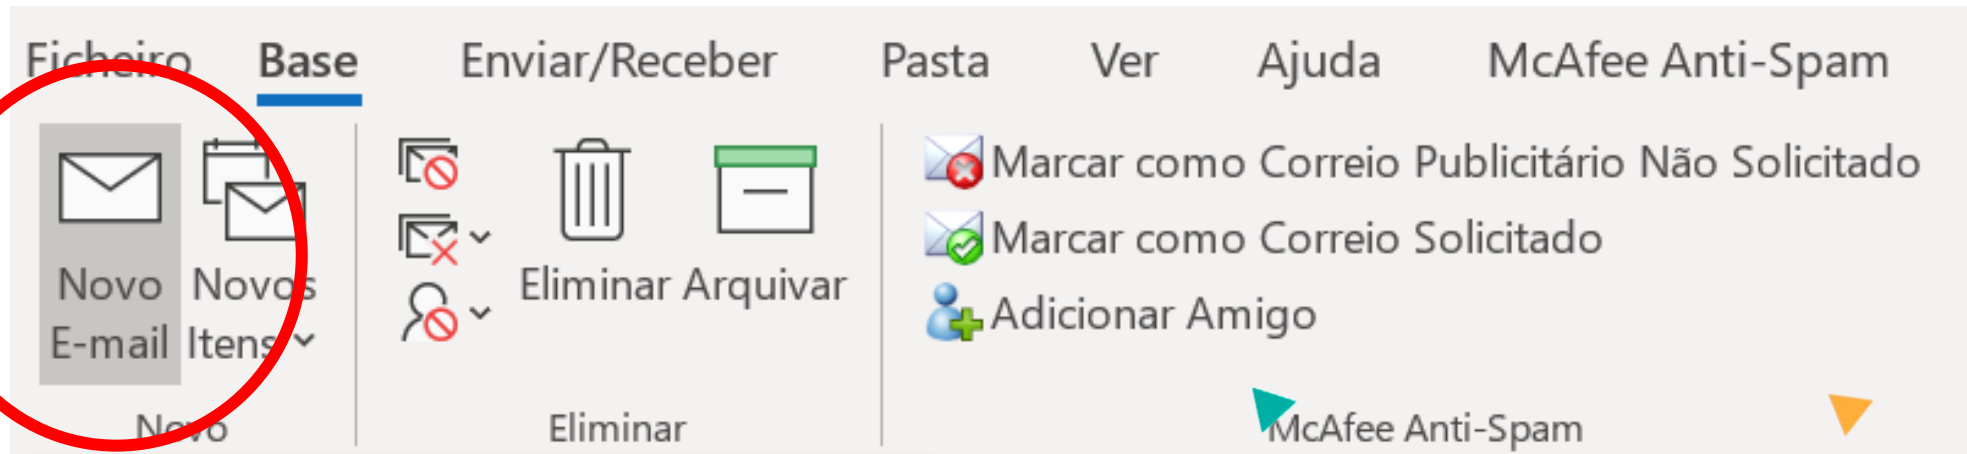 Ficheiro Base Enviar/Receber Pasta Ver Ajuda McAfee Anti-Spam
Novo E-mail
Novos Itens
Novo
Eliminar Arquivar
Eliminar
Marcar como Correio Publicitário Não Solicitado
Marcar como Correio Solicitado
Adicionar Amigo
McAfee Anti-Spam